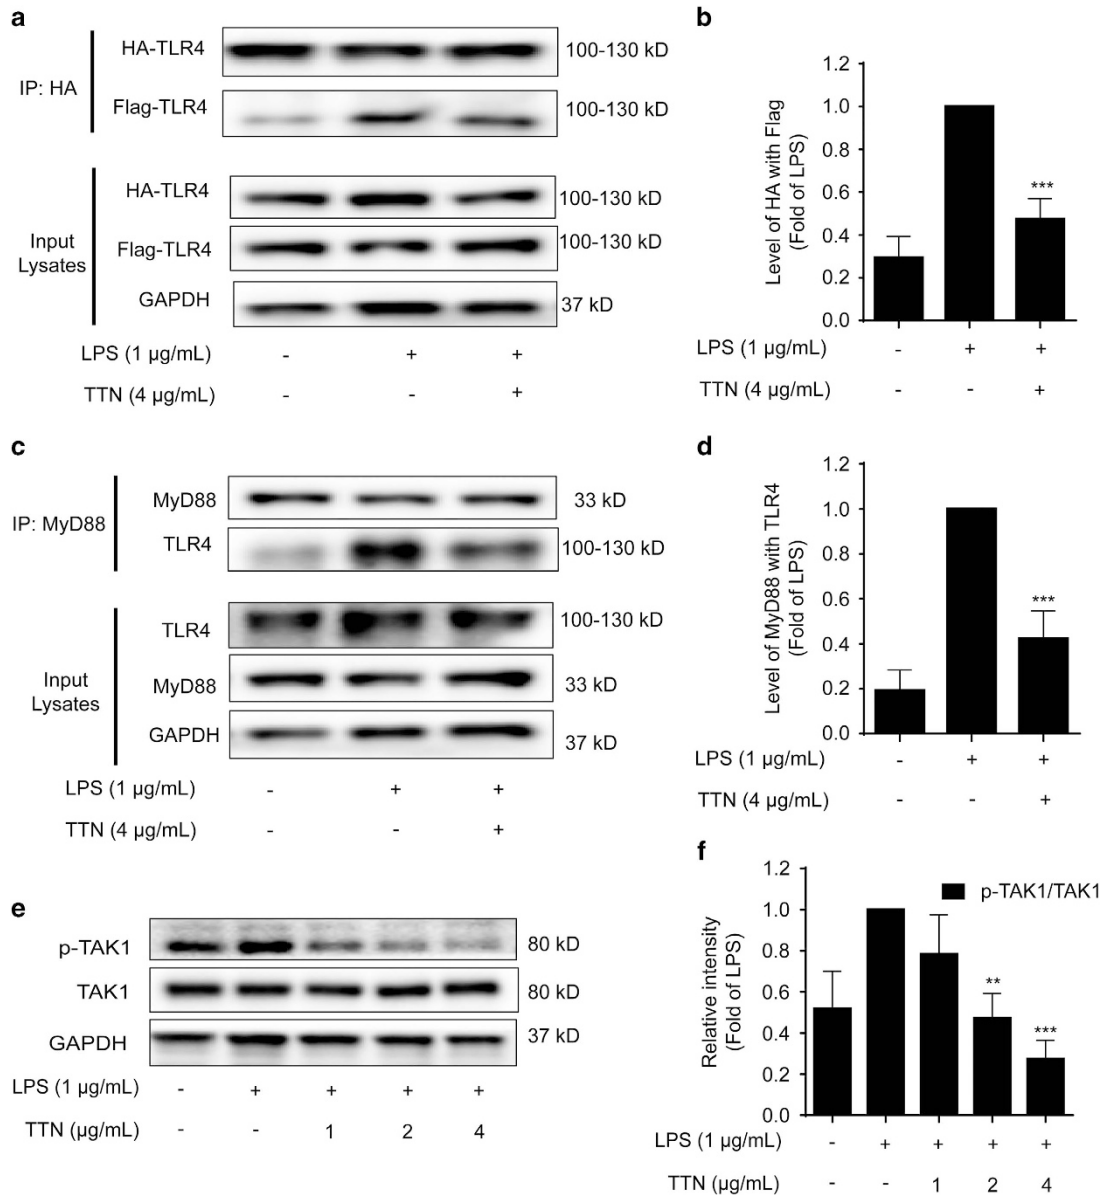 a
IP: HA
HA-TLR4
100-130 kD
Flag-TLR4
100-130 kD
Input
Lysates
HA-TLR4
100-130 kD
Flag-TLR4
100-130 kD
GAPDH
37 kD
LPS (1 µg/mL) - + +
TTN (4 µg/mL) - - +
b
Level of HA with Flag
(Fold of LPS)
1.2
1.0
0.8
0.6
0.4
0.2
0.0
***
LPS (1 µg/mL) - + +
TTN (4 µg/mL) - - +
c
IP: MyD88
MyD88
33 kD
TLR4
100-130 kD
Input
Lysates
TLR4
100-130 kD
MyD88
33 kD
GAPDH
37 kD
LPS (1 µg/mL) - + +
TTN (4 µg/mL) - - +
d
Level of MyD88 with TLR4
(Fold of LPS)
1.2
1.0
0.8
0.6
0.4
0.2
0.0
***
LPS (1 µg/mL) - + +
TTN (4 µg/mL) - - +
e
p-TAK1
80 kD
TAK1
80 kD
GAPDH
37 kD
LPS (1 µg/mL) - + + + +
TTN (µg/mL) - - 1 2 4
f
Relative intensity
(Fold of LPS)
1.2
1.0
0.8
0.6
0.4
0.2
0.0
p-TAK1/TAK1
**
***
LPS (1 µg/mL) - + + + +
TTN (µg/mL) - - 1 2 4